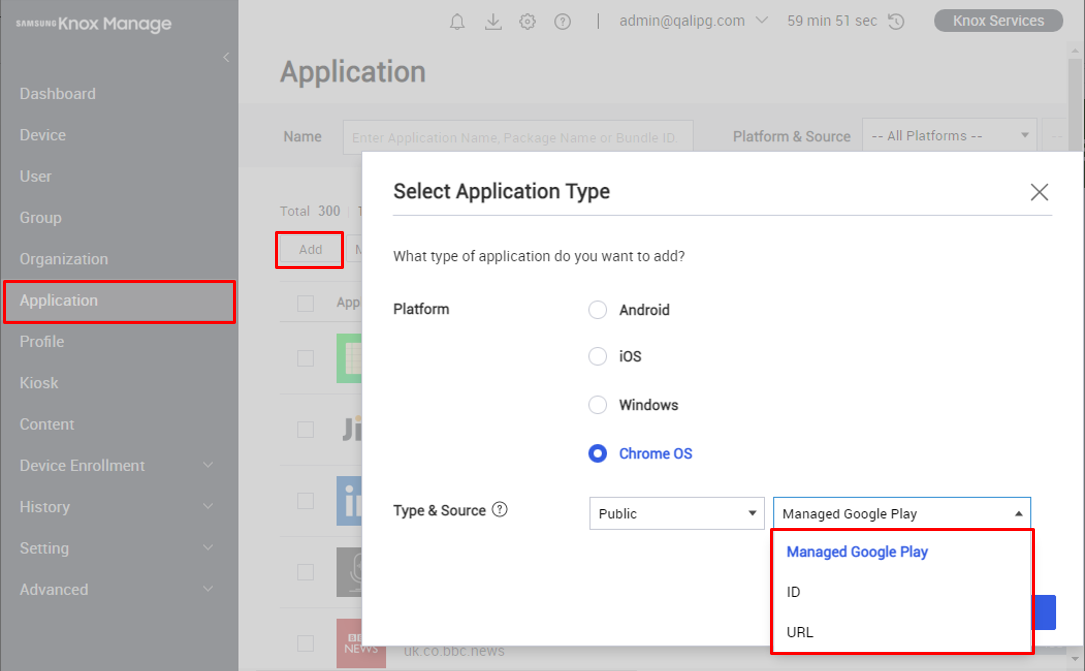 SAMSUNG Knox Manage
admin@qalipg.com
59 min 51 sec
Knox Services
Dashboard
Device
User
Group
Organization
Application
Profile
Kiosk
Content
Device Enrollment
History
Setting
Advanced
Application
Name
Enter Application Name, Package Name or Bundle ID.
Platform & Source
-- All Platforms --
--
Total 300
Add
App
BBC
NEWS
uk.co.bbc.news
Select Application Type
What type of application do you want to add?
Platform
Android
iOS
Windows
Chrome OS
Type & Source ?
Public
Managed Google Play
Managed Google Play
ID
URL